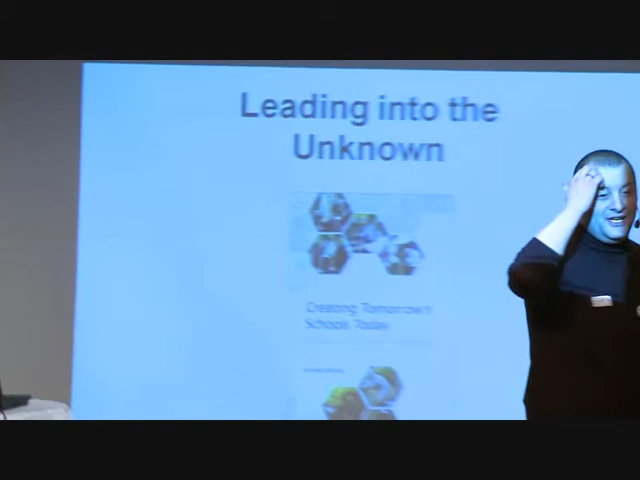 Leading into the
Unknown
Creating Tomorrow's
Schools Today